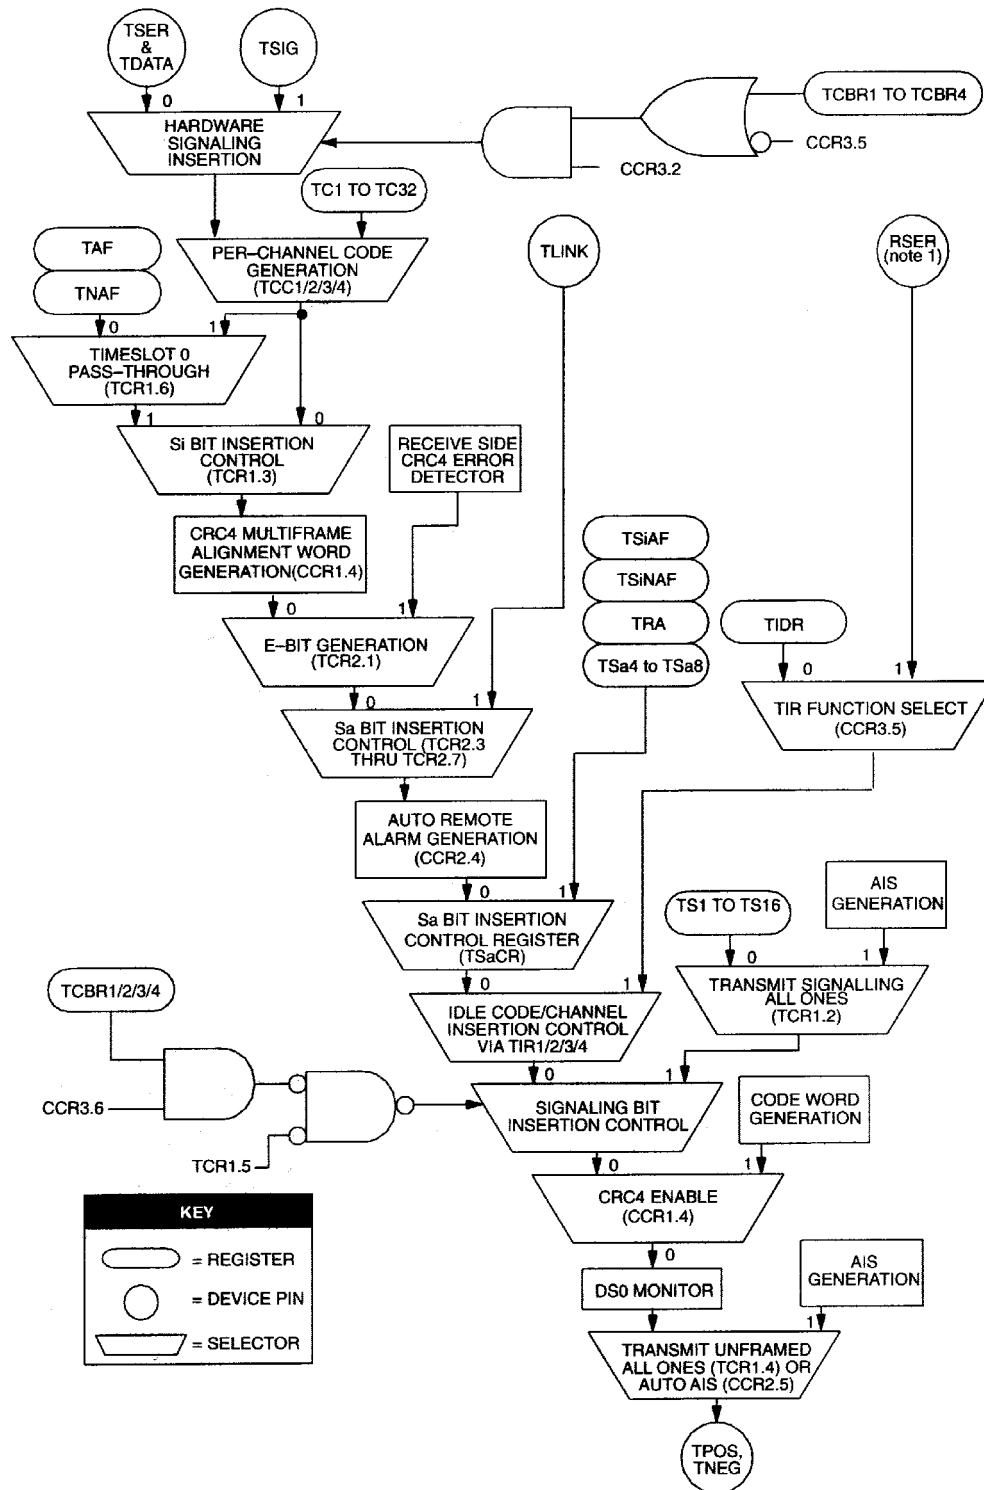 TSER
&
TDATA
TSIG
0
1
HARDWARE
SIGNALING
INSERTION
TCBR1 TO TCBR4
CCR3.5
CCR3.2
TC1 TO TC32
TAF
TNAF
PER–CHANNEL CODE
GENERATION
(TCC1/2/3/4)
TLINK
RSER
(note 1)
0
1
TIMESLOT 0
PASS–THROUGH
(TCR1.6)
1
0
Si BIT INSERTION
CONTROL
(TCR1.3)
RECEIVE SIDE
CRC4 ERROR
DETECTOR
CRC4 MULTIFRAME
ALIGNMENT WORD
GENERATION(CCR1.4)
TSiAF
TSiNAF
TRA
TSa4 to TSa8
0
1
E–BIT GENERATION
(TCR2.1)
TIDR
0
1
TIR FUNCTION SELECT
(CCR3.5)
0
1
Sa BIT INSERTION
CONTROL (TCR2.3
THRU TCR2.7)
AUTO REMOTE
ALARM GENERATION
(CCR2.4)
0
1
Sa BIT INSERTION
CONTROL REGISTER
(TSaCR)
TS1 TO TS16
AIS
GENERATION
0
1
TRANSMIT SIGNALLING
ALL ONES
(TCR1.2)
0
1
IDLE CODE/CHANNEL
INSERTION CONTROL
VIA TIR1/2/3/4
TCBR1/2/3/4
CCR3.6
TCR1.5
0
1
SIGNALING BIT
INSERTION CONTROL
CODE WORD
GENERATION
0
1
CRC4 ENABLE
(CCR1.4)
0
DS0 MONITOR
AIS
GENERATION
1
TRANSMIT UNFRAMED
ALL ONES (TCR1.4) OR
AUTO AIS (CCR2.5)
TPOS,
TNEG
KEY
= REGISTER
= DEVICE PIN
= SELECTOR